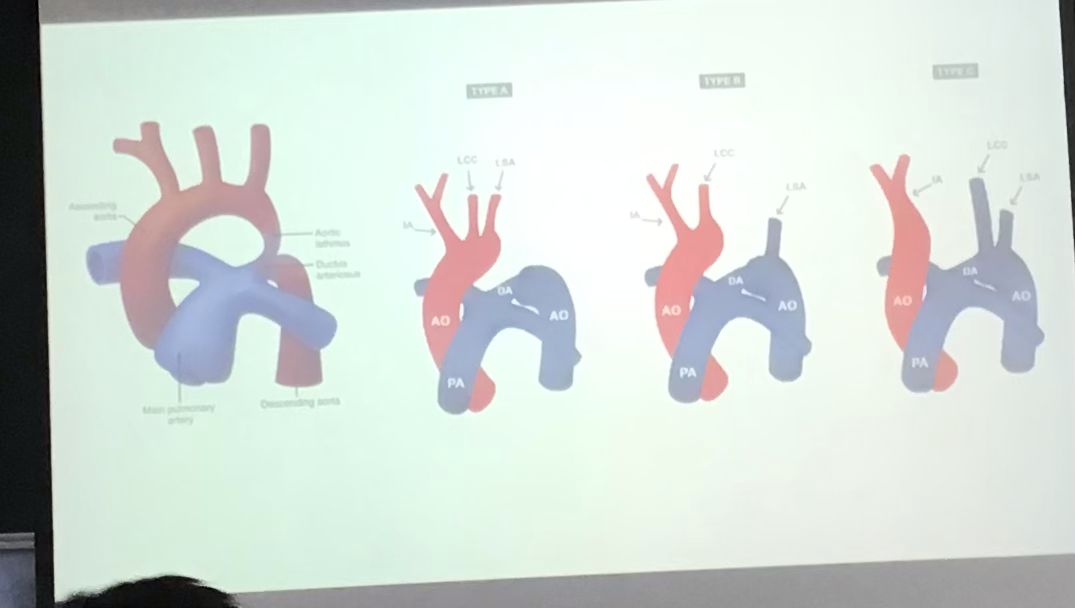 TYPE A
TYPE B
TYPE C
Ascending
aorta
Aortic
isthmus
Ductus
arteriosus
Main pulmonary
artery
Descending aorta
LCC
LSA
IA
DA
AO
AO
PA
LCC
LSA
IA
DA
AO
AO
PA
LCC
LSA
IA
DA
AO
AO
PA